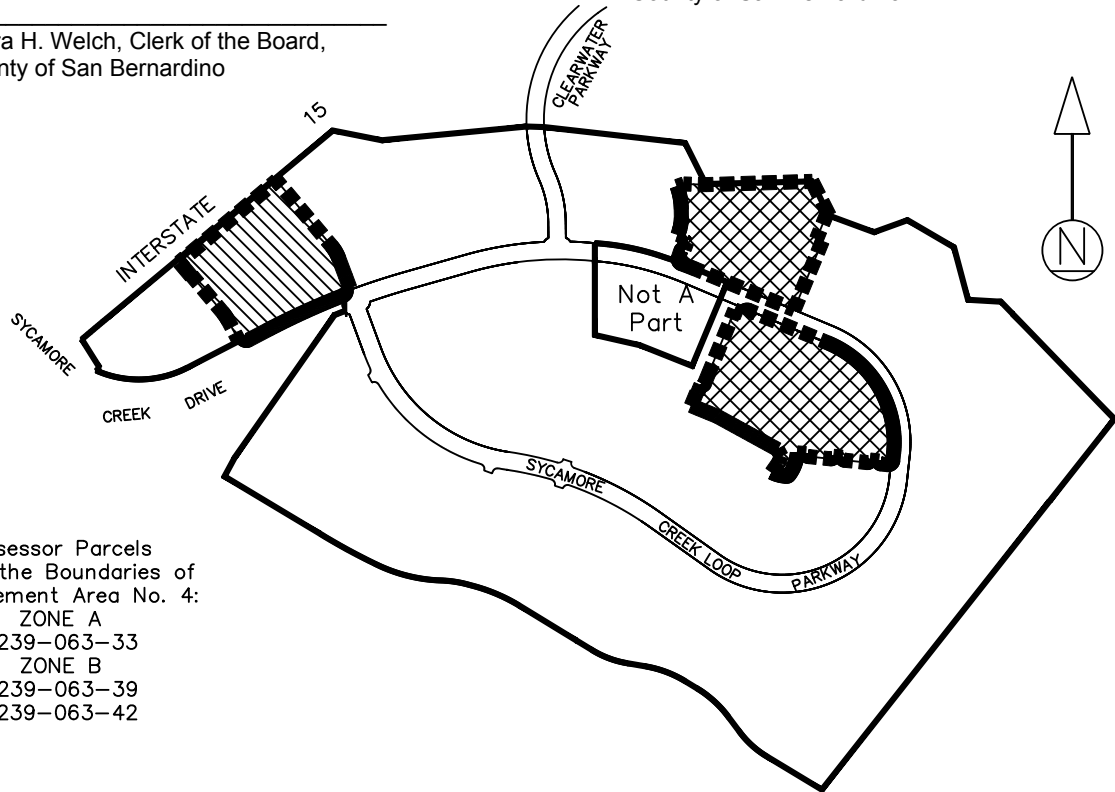 ra H. Welch, Clerk of the Board,
nty of San Bernardino
CLEARWATER
PARKWAY
15
INTERSTATE
N
Not A
Part
SYCAMORE
CREEK DRIVE
SYCAMORE
CREEK LOOP
PARKWAY
sessor Parcels
the Boundaries of
ement Area No. 4:
ZONE A
239-063-33
ZONE B
239-063-39
239-063-42